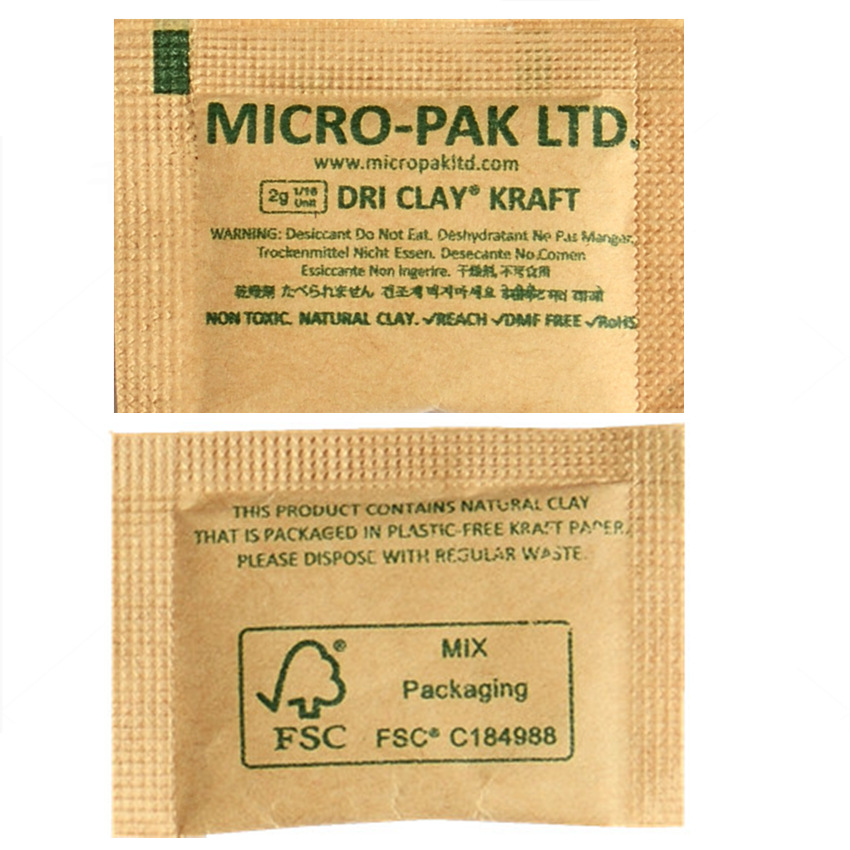 MICRO-PAK LTD.
www.micropakltd.com
2g 1/16 Unit DRI CLAY® KRAFT
WARNING: Desiccant Do Not Eat. Déshydratant Ne Pas Manger.
Trockenmittel Nicht Essen. Desecante No Comer.
Essiccante Non Ingerire. 干燥剂, 不可食用
乾燥剤 たべられません 건조제 먹지마세요
NON TOXIC. NATURAL CLAY. ✓REACH ✓DMF FREE ✓RoHS
THIS PRODUCT CONTAINS NATURAL CLAY
THAT IS PACKAGED IN PLASTIC-FREE KRAFT PAPER.
PLEASE DISPOSE WITH REGULAR WASTE.
MIX
Packaging
FSC FSC® C184988